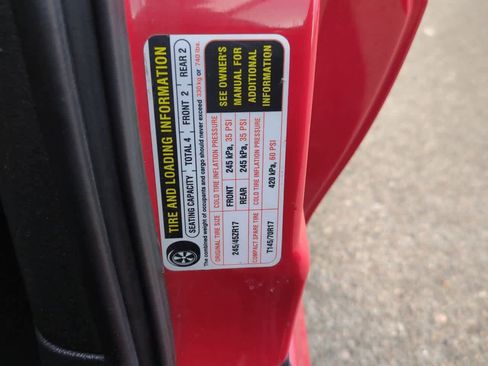 TIRE AND LOADING INFORMATION
SEATING CAPACITY TOTAL 4 FRONT 2 REAR 2
The combined weight of occupants and cargo should never exceed 330 kg or 740 lbs.
ORIGINAL TIRE SIZE COLD TIRE INFLATION PRESSURE
245/45ZR17 FRONT 245 kPa, 35 PSI
REAR 245 kPa, 35 PSI
COMPACT SPARE TIRE COLD TIRE INFLATION PRESSURE
T145/70R17 420 kPa, 60 PSI
SEE OWNER'S
MANUAL FOR
ADDITIONAL
INFORMATION